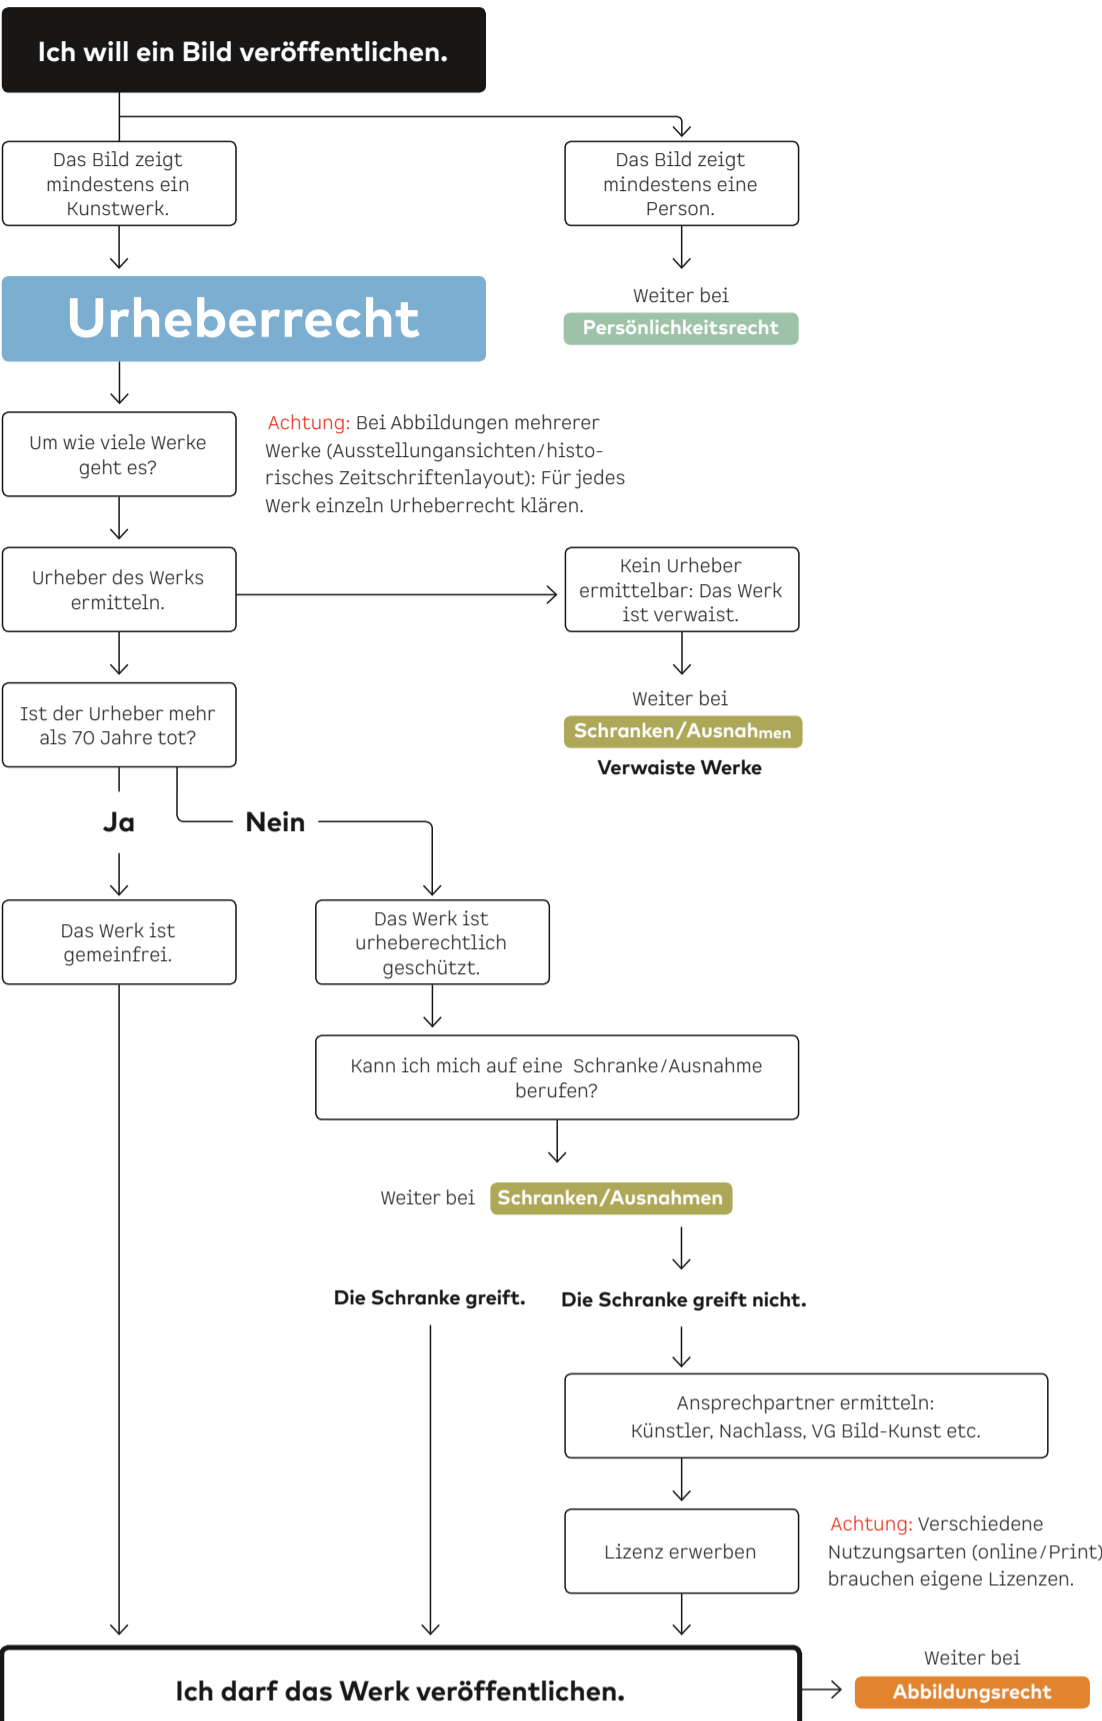 Ich will ein Bild veröffentlichen.
Das Bild zeigt
mindestens ein
Kunstwerk.
Das Bild zeigt
mindestens eine
Person.
Weiter bei
Persönlichkeitsrecht
Urheberrecht
Um wie viele Werke
geht es?
Achtung: Bei Abbildungen mehrerer
Werke (Ausstellungansichten/histo-
risches Zeitschriftenlayout): Für jedes
Werk einzeln Urheberrecht klären.
Urheber des Werks
ermitteln.
Kein Urheber
ermittelbar: Das Werk
ist verwaist.
Weiter bei
Schranken/Ausnahmen
Verwaiste Werke
Ist der Urheber mehr
als 70 Jahre tot?
Ja
Nein
Das Werk ist
gemeinfrei.
Das Werk ist
urheberechtlich
geschützt.
Kann ich mich auf eine Schranke/Ausnahme
berufen?
Weiter bei Schranken/Ausnahmen
Die Schranke greift.
Die Schranke greift nicht.
Ansprechpartner ermitteln:
Künstler, Nachlass, VG Bild-Kunst etc.
Lizenz erwerben
Achtung: Verschiedene
Nutzungsarten (online/Print)
brauchen eigene Lizenzen.
Ich darf das Werk veröffentlichen.
Weiter bei
Abbildungsrecht